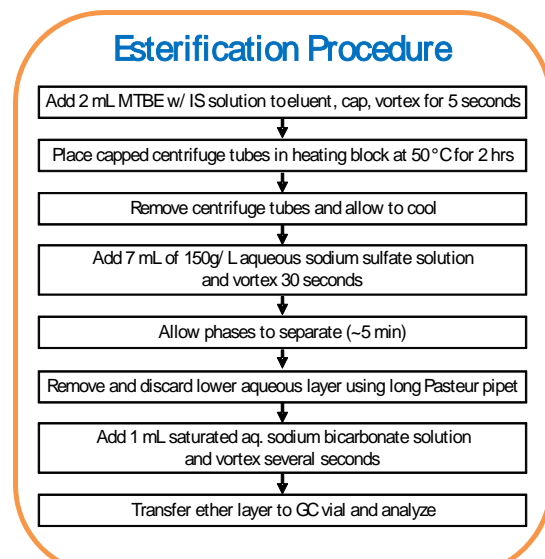 Esterification Procedure
Add 2 mL MTBE w/ IS solution to eluent, cap, vortex for 5 seconds
Place capped centrifuge tubes in heating block at 50°C for 2 hrs
Remove centrifuge tubes and allow to cool
Add 7 mL of 150g/L aqueous sodium sulfate solution
and vortex 30 seconds
Allow phases to separate (~5 min)
Remove and discard lower aqueous layer using long Pasteur pipet
Add 1 mL saturated aq. sodium bicarbonate solution
and vortex several seconds
Transfer ether layer to GC vial and analyze